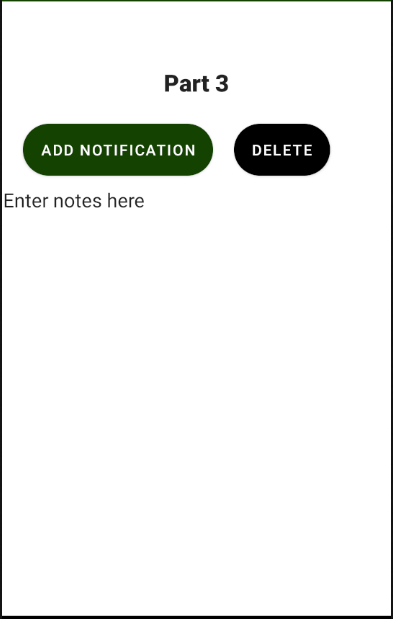 Part 3
ADD NOTIFICATION DELETE
Enter notes here